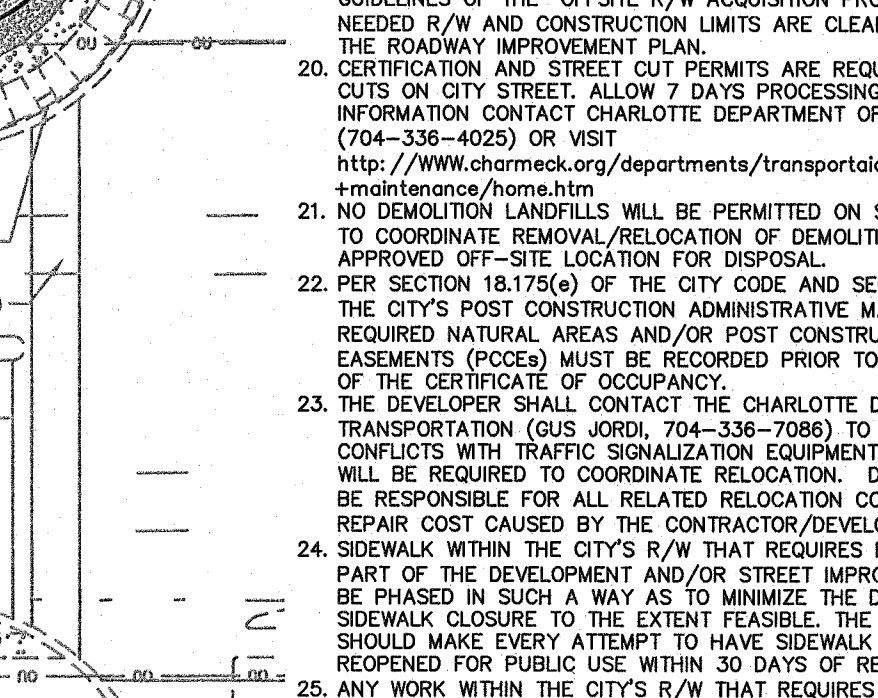 GUIDELINES OF THE "OFFSITE R/W ACQUISITION
NEEDED R/W AND CONSTRUCTION LIMITS ARE CLEA
THE ROADWAY IMPROVEMENT PLAN.
20. CERTIFICATION AND STREET CUT PERMITS ARE REQU
CUTS ON CITY STREET. ALLOW 7 DAYS PROCESSING
INFORMATION CONTACT CHARLOTTE DEPARTMENT OF
(704-336-4025) OR VISIT
http://WWW.charmeck.org/departments/transportaic
+maintenance/home.htm
21. NO DEMOLITION LANDFILLS WILL BE PERMITTED ON S
TO COORDINATE REMOVAL/RELOCATION OF DEMOLITI
APPROVED OFF-SITE LOCATION FOR DISPOSAL.
22. PER SECTION 18.175(e) OF THE CITY CODE AND SE
THE CITY'S POST CONSTRUCTION ADMINISTRATIVE MA
REQUIRED NATURAL AREAS AND/OR POST CONSTRU
EASEMENTS (PCCEs) MUST BE RECORDED PRIOR TO
OF THE CERTIFICATE OF OCCUPANCY.
23. THE DEVELOPER SHALL CONTACT THE CHARLOTTE D
TRANSPORTATION (GUS JORDI, 704-336-7086) TO
CONFLICTS WITH TRAFFIC SIGNALIZATION EQUIPMENT
WILL BE REQUIRED TO COORDINATE RELOCATION. D
BE RESPONSIBLE FOR ALL RELATED RELOCATION CO
REPAIR COST CAUSED BY THE CONTRACTOR/DEVELO
24. SIDEWALK WITHIN THE CITY'S R/W THAT REQUIRES
PART OF THE DEVELOPMENT AND/OR STREET IMPRO
BE PHASED IN SUCH A WAY AS TO MINIMIZE THE D
SIDEWALK CLOSURE TO THE EXTENT FEASIBLE. THE
SHOULD MAKE EVERY ATTEMPT TO HAVE SIDEWALK
REOPENED FOR PUBLIC USE WITHIN 30 DAYS OF RE
25. ANY WORK WITHIN THE CITY'S R/W THAT REQUIRES